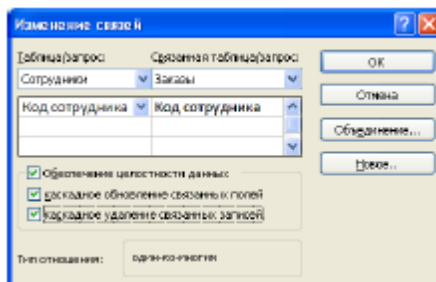 Изменение связей
Таблица/запрос: Связанная таблица/запрос:
Сотрудники Заказы
Код сотрудника Код сотрудника
Обеспечение целостности данных
каскадное обновление связанных полей
каскадное удаление связанных записей
Тип отношения: один-ко-многим
ОК
Отмена
Объединение...
Новое...